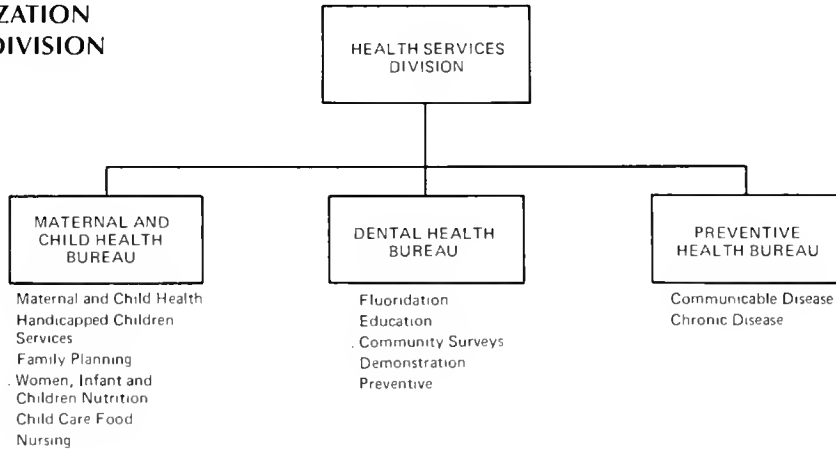 ZATION
DIVISION
HEALTH SERVICES
DIVISION
MATERNAL AND
CHILD HEALTH
BUREAU
Maternal and Child Health
Handicapped Children
Services
Family Planning
. Women, Infant and
Children Nutrition
Child Care Food
Nursing
DENTAL HEALTH
BUREAU
Fluoridation
Education
. Community Surveys
Demonstration
Preventive
PREVENTIVE
HEALTH BUREAU
Communicable Disease
Chronic Disease